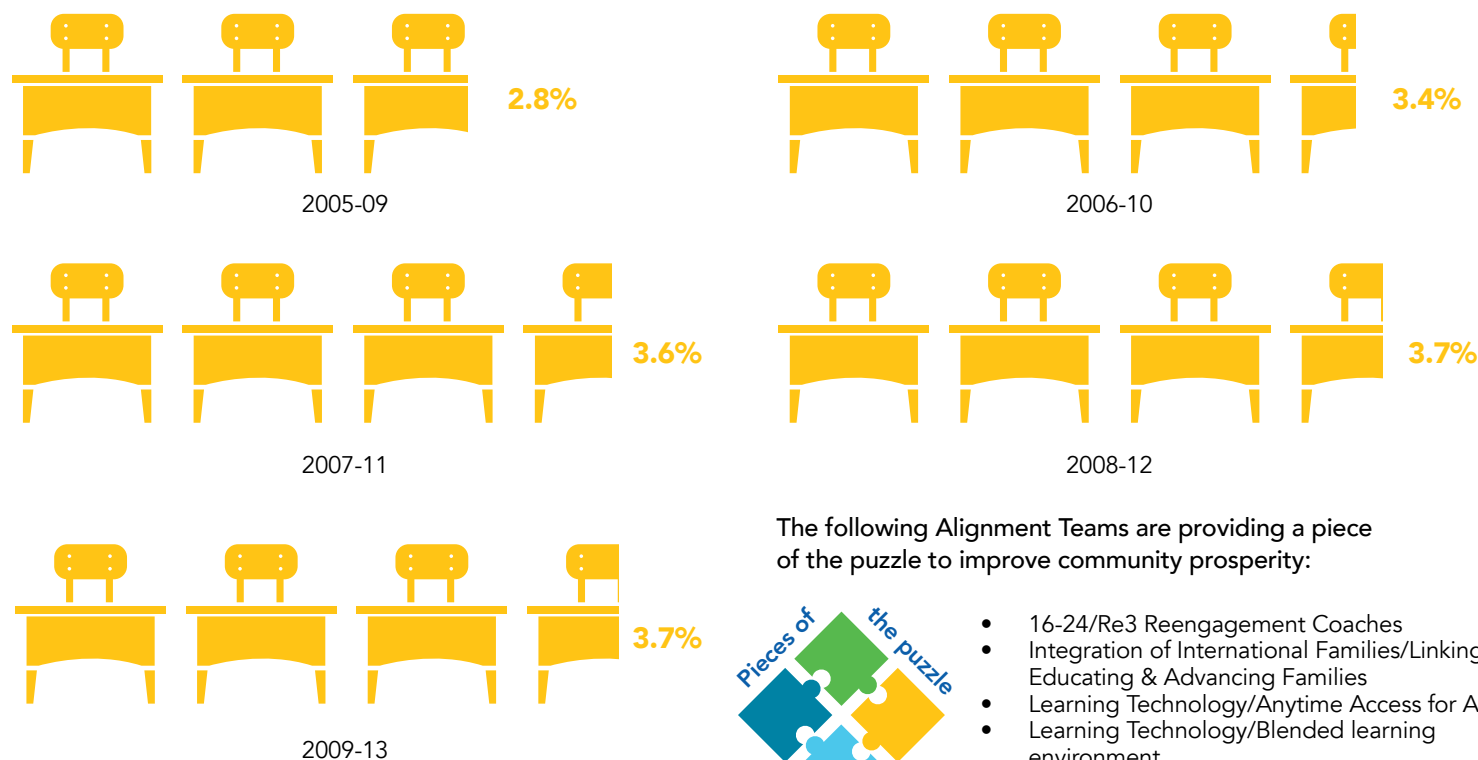 2.8%
2005-09
3.4%
2006-10
3.6%
2007-11
3.7%
2008-12
3.7%
2009-13
The following Alignment Teams are providing a piece
of the puzzle to improve community prosperity:
Pieces of the puzzle
• 16-24/Re3 Reengagement Coaches
• Integration of International Families/Linking
Educating & Advancing Families
• Learning Technology/Anytime Access for
• Learning Technology/Blended learning
environment